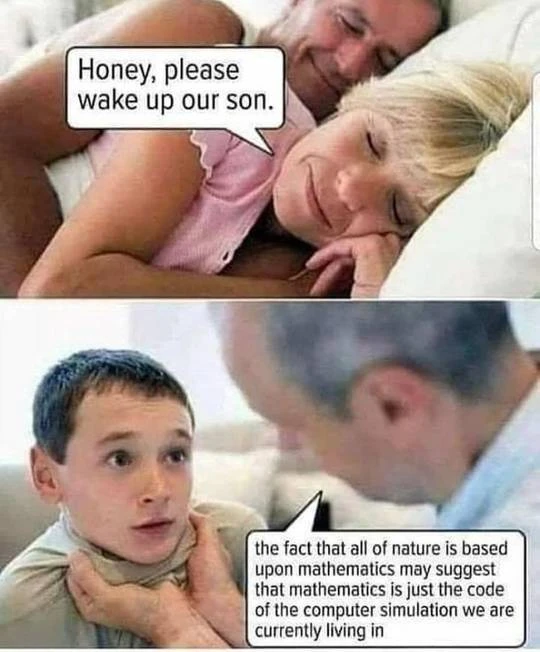 Honey, please
wake up our son.
the fact that all of nature is based
upon mathematics may suggest
that mathematics is just the code
of the computer simulation we are
currently living in